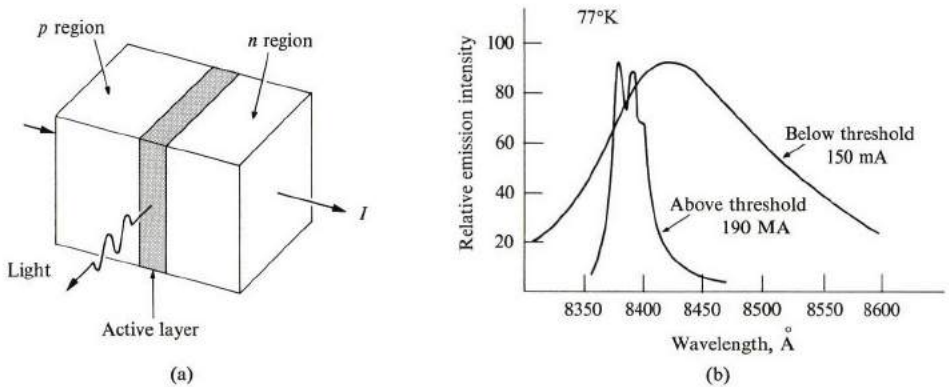 p region
n region
I
Light
Active layer
(a)
77°K
Relative emission intensity
100
80
60
40
20
Below threshold
150 mA
Above threshold
190 MA
8350
8400
8450
8500
8550
8600
Wavelength, Å
(b)